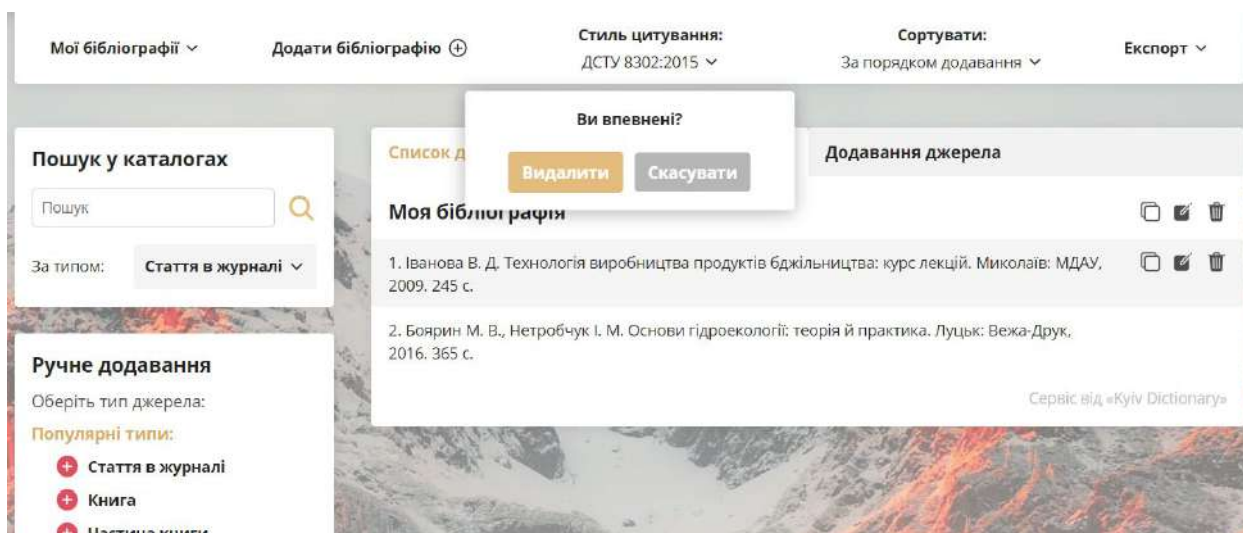 Мої бібліографії
Додати бібліографію
Стиль цитування:
ДСТУ 8302:2015
Сортувати:
За порядком додавання
Експорт
Ви впевнені?
Видалити
Скасувати
Пошук у каталогах
Пошук
За типом:
Стаття в журналі
Ручне додавання
Оберіть тип джерела:
Популярні типи:
Стаття в журналі
Книга
Частина книги
Список
Додавання джерела
Моя бібліографія
1. Іванова В. Д. Технологія виробництва продуктів бджільництва: курс лекцій. Миколаїв: МДАУ,
2009. 245 с.
2. Боярин М. В., Нетробчук І. М. Основи гідроекології: теорія й практика. Луцьк: Вежа-Друк,
2016. 365 с.
Сервіс від «Kyiv Dictionary»